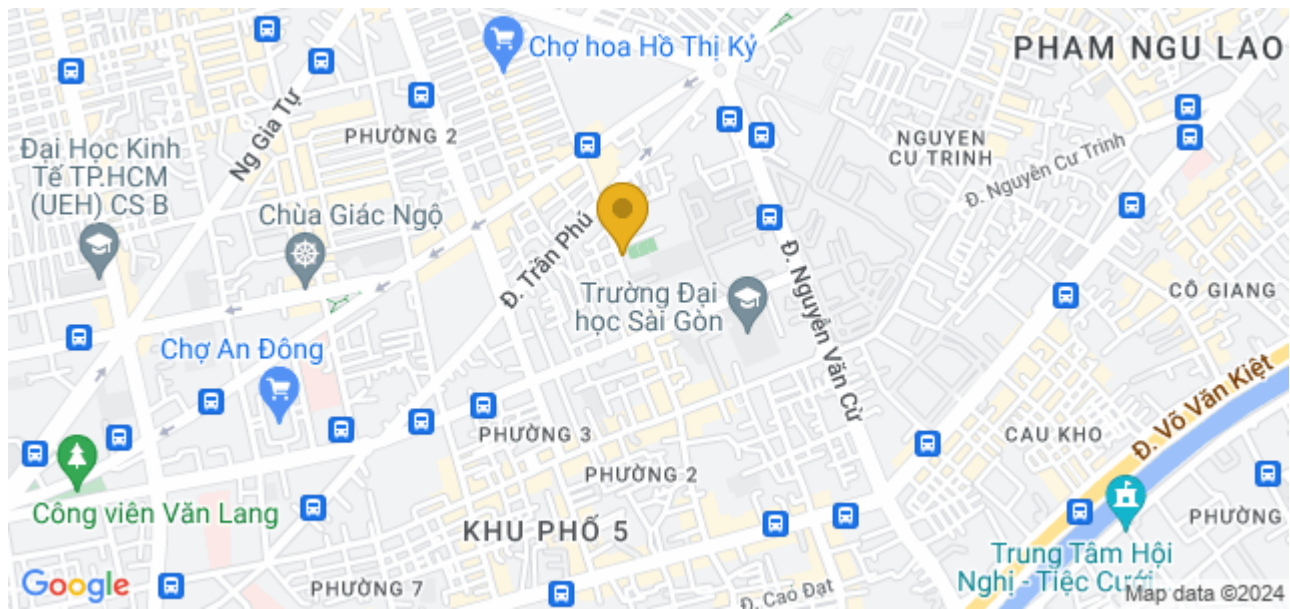 Chợ hoa Hồ Thị Kỷ
PHAM NGU LAO
Ng Gia Tự
PHƯỜNG 2
NGUYEN
CU TRINH
Đ. Nguyễn Cư Trinh
Đại Học Kinh
Tế TP.HCM
(UEH) CS B
Chùa Giác Ngộ
Đ. Trần Phú
Đ. Nguyễn Văn Cừ
Trường Đại
học Sài Gòn
CÔ GIANG
Chợ An Đông
Đ. Võ Văn Kiệt
PHƯỜNG 3
CAU KHO
PHƯỜNG 2
Công viên Văn Lang
KHU PHỐ 5
PHƯỜNG
Trung Tâm Hội
Nghị - Tiệc Cưới
Google
PHƯỜNG 7
Đ. Cao Đạt
Map data ©2024